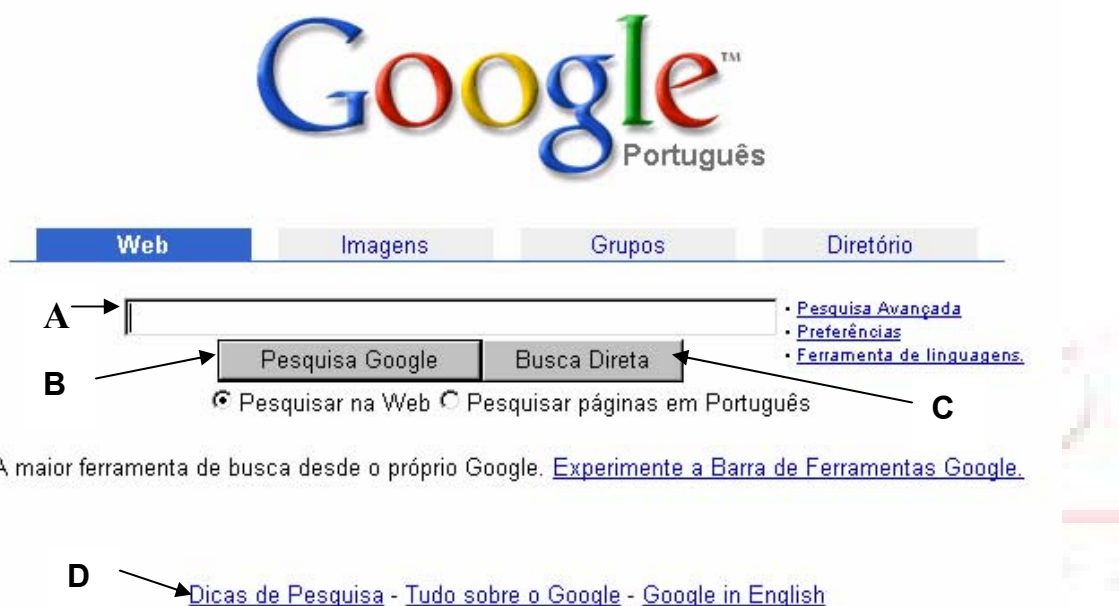 Google™
Português
Web Imagens Grupos Diretório
A
• Pesquisa Avançada
• Preferências
• Ferramenta de linguagens.
B Pesquisa Google Busca Direta C
Pesquisar na Web Pesquisar páginas em Português
A maior ferramenta de busca desde o próprio Google. Experimente a Barra de Ferramentas Google.
D
Dicas de Pesquisa - Tudo sobre o Google - Google in English